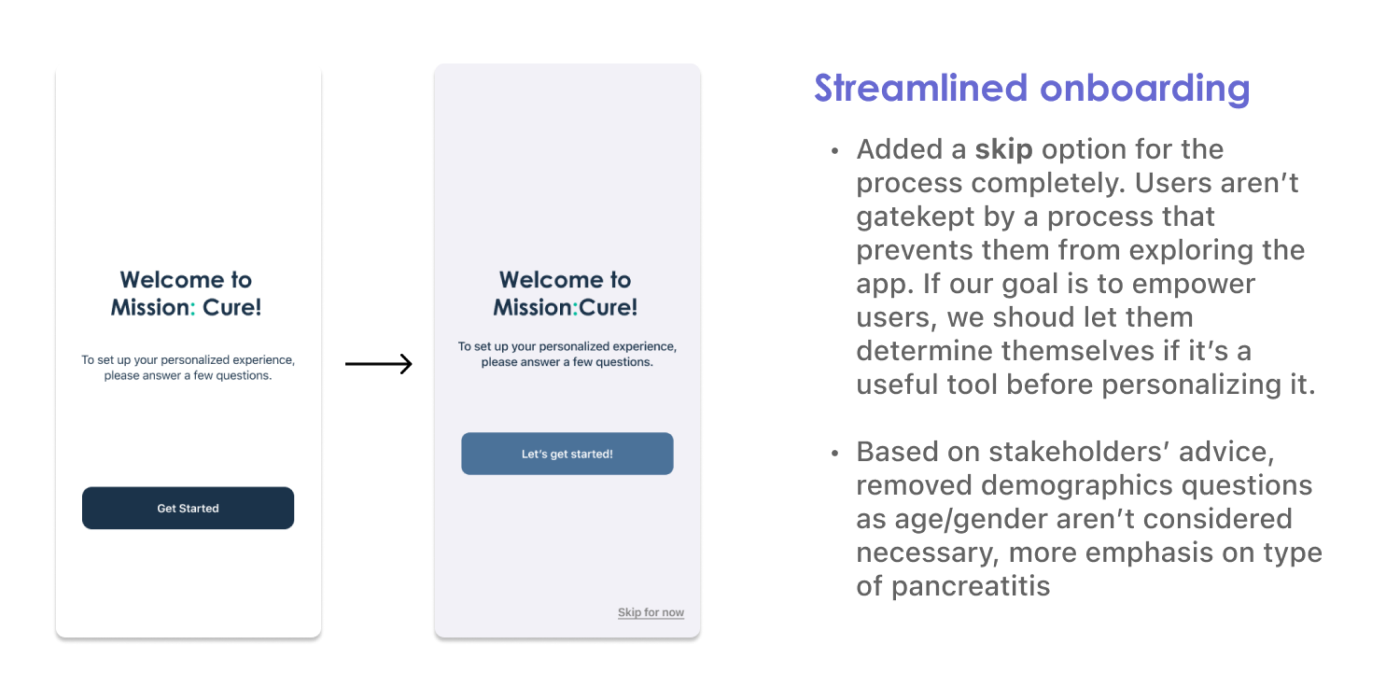 Welcome to
Mission: Cure!
To set up your personalized experience,
please answer a few questions.
Get Started
Welcome to
Mission:Cure!
To set up your personalized experience,
please answer a few questions.
Let's get started!
Skip for now
Streamlined onboarding
• Added a skip option for the
process completely. Users aren’t
gatekept by a process that
prevents them from exploring the
app. If our goal is to empower
users, we shoud let them
determine themselves if it’s a
useful tool before personalizing it.
• Based on stakeholders’ advice,
removed demographics questions
as age/gender aren’t considered
necessary, more emphasis on type
of pancreatitis